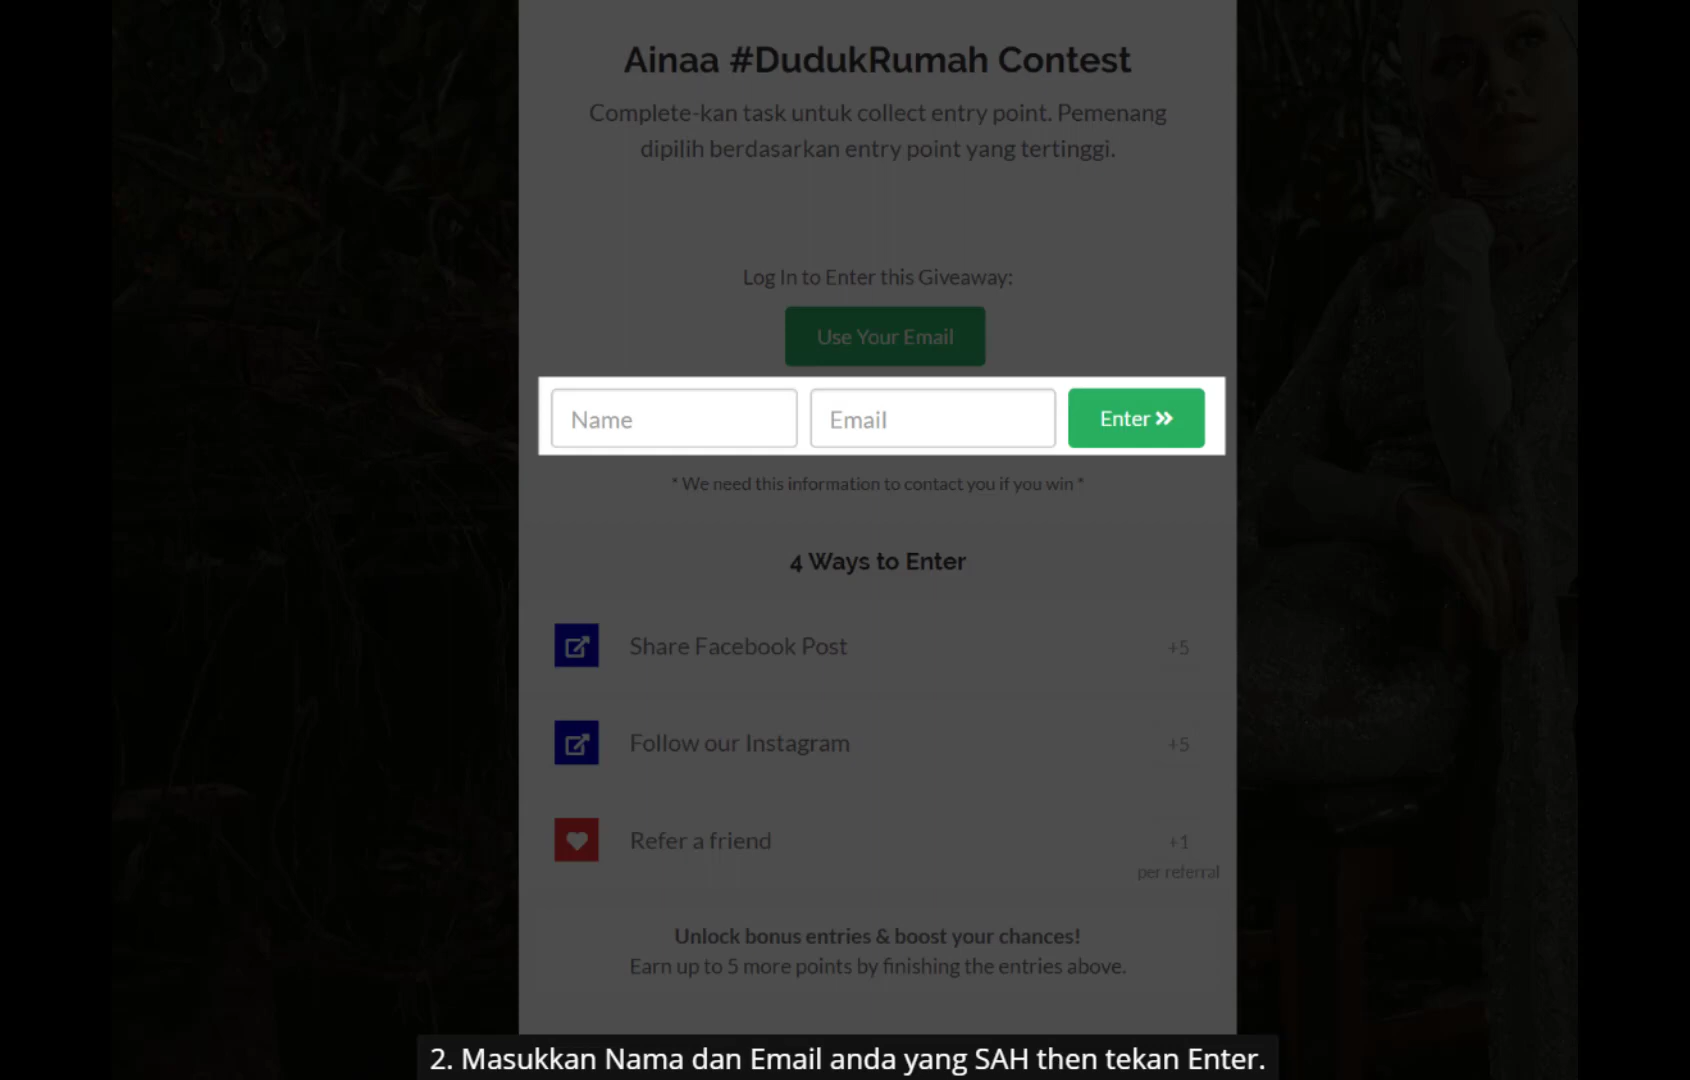 Ainaa #DudukRumah Contest
Complete-kan task untuk collect entry point. Pemenang
dipilih berdasarkan entry point yang tertinggi.
Log In to Enter this Giveaway:
Use Your Email
Name Email Enter »
* We need this information to contact you if you win *
4 Ways to Enter
Share Facebook Post +5
Follow our Instagram +5
Refer a friend +1
per referral
Unlock bonus entries & boost your chances!
Earn up to 5 more points by finishing the entries above.
2. Masukkan Nama dan Email anda yang SAH then tekan Enter.